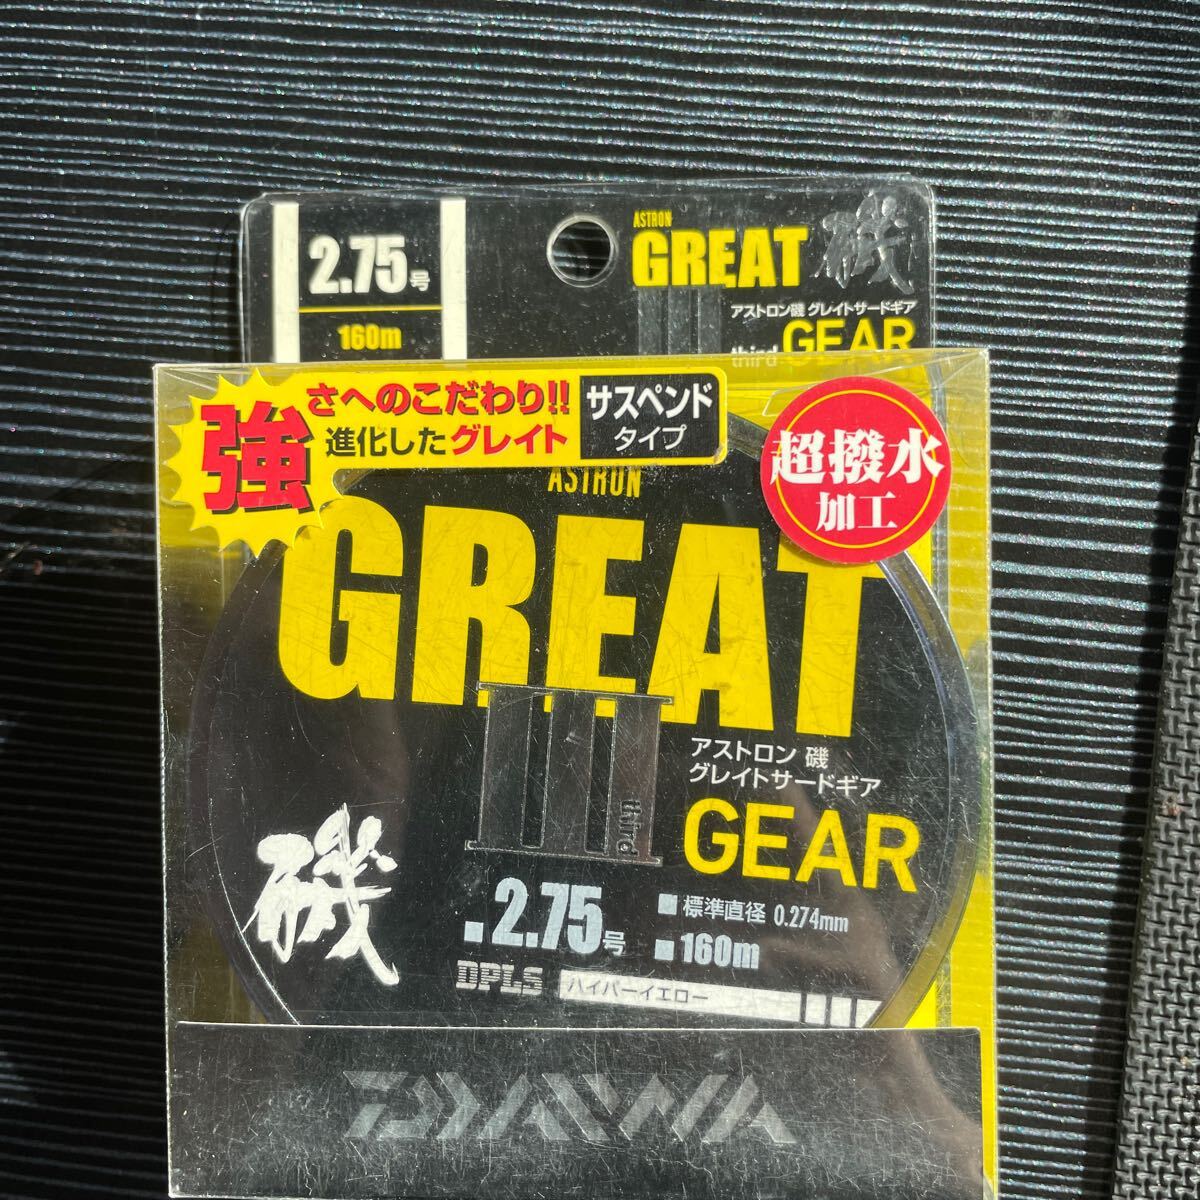 2.75号
160m
ASTRON
GREAT 磯
アストロン磯 グレイトサードギア
third GEAR
強さへのこだわり!!
進化したグレイト
サスペンド
タイプ
超撥水
加工
ASTRON
GREAT
III
third
アストロン 磯
グレイトサードギア
GEAR
磯
■2.75号
■標準直径 0.274mm
■160m
DPLS
ハイパーイエロー
DAIWA